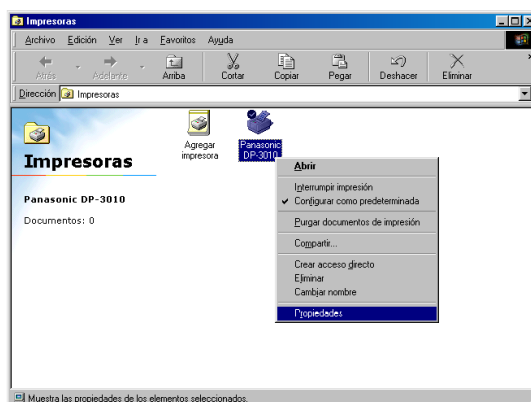 Impresoras
Archivo Edición Ver Ir a Favoritos Ayuda
Atrás Adelante Arriba Cortar Copiar Pegar Deshacer Eliminar
Dirección Impresoras
Impresoras
Panasonic DP-3010
Documentos: 0
Agregar
impresora
Panasonic
DP-3010
Abrir
Interrumpir impresión
Configurar como predeterminada
Purgar documentos de impresión
Compartir...
Crear acceso directo
Eliminar
Cambiar nombre
Propiedades
Muestra las propiedades de los elementos seleccionados.